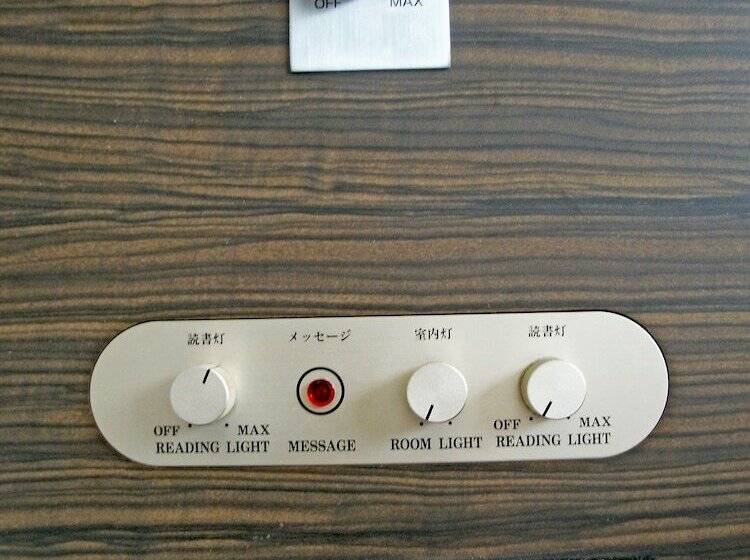 OFF MAX
読書灯 メッセージ 室内灯 読書灯
OFF MAX OFF MAX
READING LIGHT MESSAGE ROOM LIGHT READING LIGHT